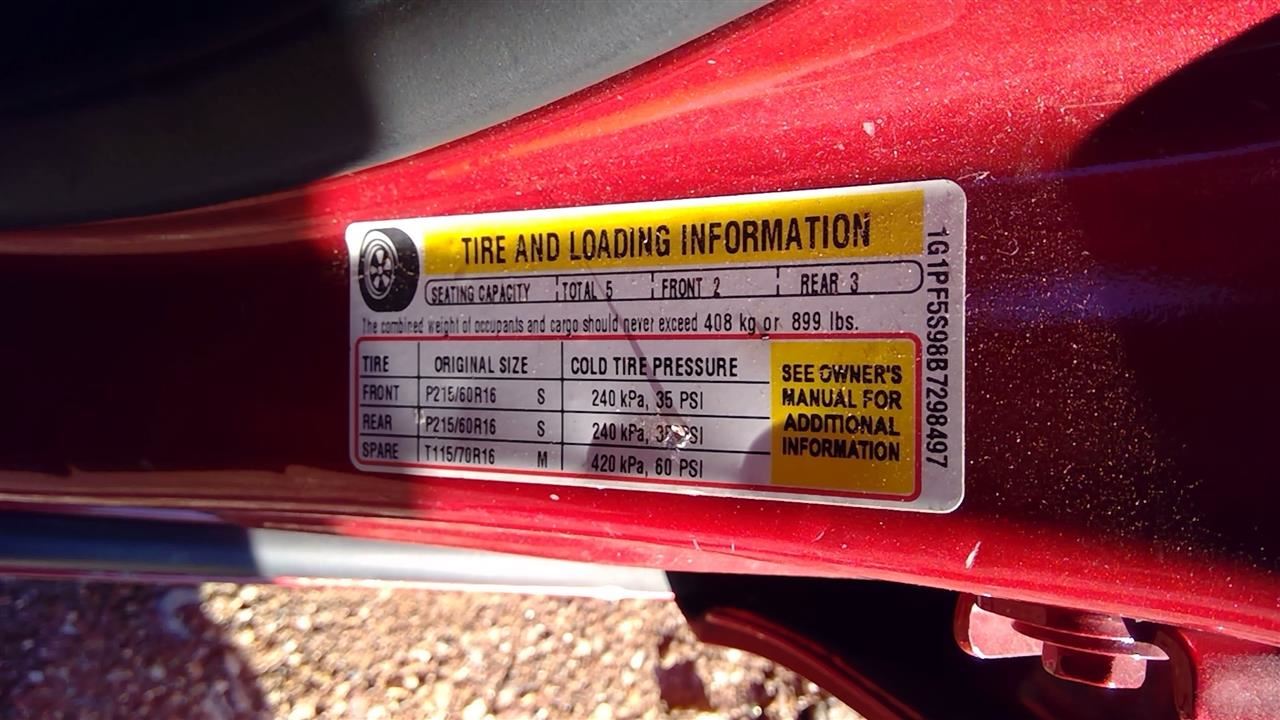 TIRE AND LOADING INFORMATION
SEATING CAPACITY TOTAL 5 FRONT 2 REAR 3
The combined weight of occupants and cargo should never exceed 408 kg or 899 lbs.
TIRE ORIGINAL SIZE COLD TIRE PRESSURE
FRONT P215/60R16 S 240 kPa, 35 PSI
REAR P215/60R16 S 240 kPa, PSI
SPARE T115/70R16 M 420 kPa, 60 PSI
SEE OWNER'S
MANUAL FOR
ADDITIONAL
INFORMATION
1G1PF5S98B7298497